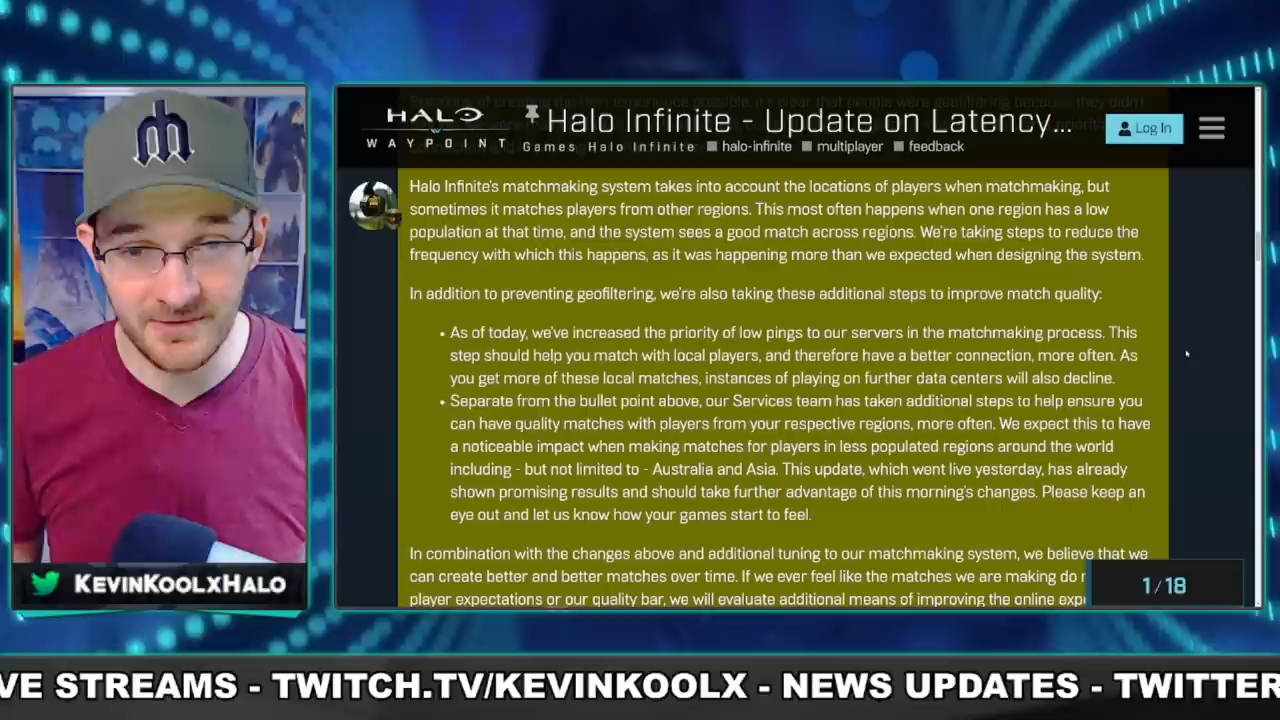 HALO
WAYPOINT
Halo Infinite - Update on Latency...
Games Halo Infinite halo-infinite multiplayer feedback
Log In
Halo Infinite's matchmaking system takes into account the locations of players when matchmaking, but
sometimes it matches players from other regions. This most often happens when one region has a low
population at that time, and the system sees a good match across regions. We're taking steps to reduce the
frequency with which this happens, as it was happening more than we expected when designing the system.
In addition to preventing geofiltering, we're also taking these additional steps to improve match quality:
• As of today, we've increased the priority of low pings to our servers in the matchmaking process. This
step should help you match with local players, and therefore have a better connection, more often. As
you get more of these local matches, instances of playing on further data centers will also decline.
• Separate from the bullet point above, our Services team has taken additional steps to help ensure you
can have quality matches with players from your respective regions, more often. We expect this to have
a noticeable impact when making matches for players in less populated regions around the world
including - but not limited to - Australia and Asia. This update, which went live yesterday, has already
shown promising results and should take further advantage of this morning's changes. Please keep an
eye out and let us know how your games start to feel.
In combination with the changes above and additional tuning to our matchmaking system, we believe that we
can create better and better matches over time. If we ever feel like the matches we are making do
player expectations or our quality bar, we will evaluate additional means of improving the online
1/18
KEVINKOOLXHALO
VE STREAMS - TWITCH.TV/KEVINKOOLX - NEWS UPDATES - TWITTER